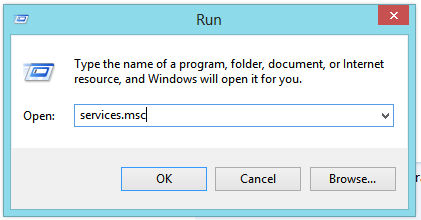 Run
Type the name of a program, folder, document, or Internet
resource, and Windows will open it for you.
Open: services.msc
OK Cancel Browse...